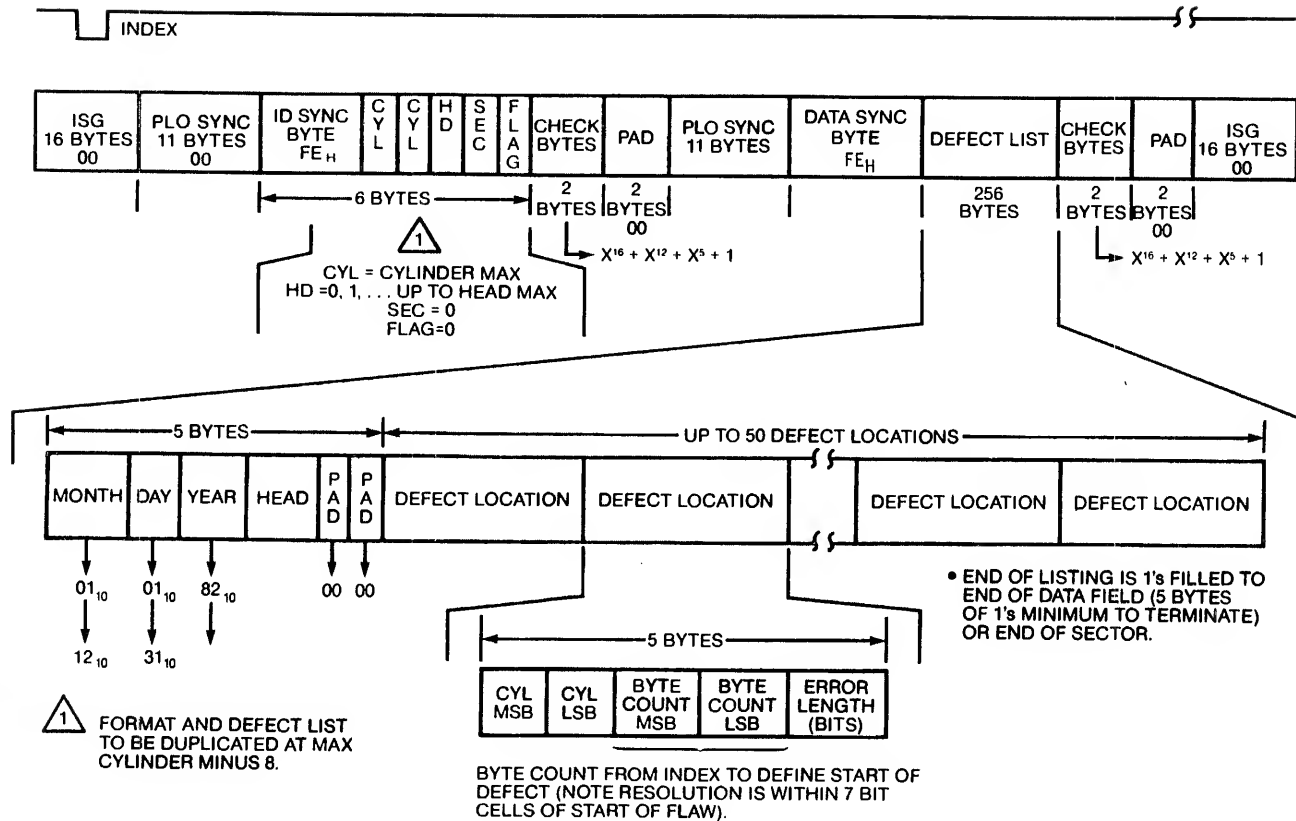 INDEX
ISG
16 BYTES
00
PLO SYNC
11 BYTES
00
ID SYNC
BYTE
FEH
CYL
CYL
HD
SEC
FLAG
CHECK
BYTES
PAD
PLO SYNC
11 BYTES
DATA SYNC
BYTE
FEH
DEFECT LIST
CHECK
BYTES
PAD
ISG
16 BYTES
00
6 BYTES
2
BYTES
2
BYTES
00
256
BYTES
2
BYTES
2
BYTES
00
1
X¹⁶ + X¹² + X⁵ + 1
X¹⁶ + X¹² + X⁵ + 1
CYL = CYLINDER MAX
HD =0, 1, ... UP TO HEAD MAX
SEC = 0
FLAG=0
5 BYTES
UP TO 50 DEFECT LOCATIONS
MONTH
DAY
YEAR
HEAD
PAD
PAD
DEFECT LOCATION
DEFECT LOCATION
DEFECT LOCATION
DEFECT LOCATION
01₁₀
01₁₀
82₁₀
00
00
12₁₀
31₁₀
• END OF LISTING IS 1's FILLED TO
END OF DATA FIELD (5 BYTES
OF 1's MINIMUM TO TERMINATE)
OR END OF SECTOR.
5 BYTES
CYL
MSB
CYL
LSB
BYTE
COUNT
MSB
BYTE
COUNT
LSB
ERROR
LENGTH
(BITS)
1
FORMAT AND DEFECT LIST
TO BE DUPLICATED AT MAX
CYLINDER MINUS 8.
BYTE COUNT FROM INDEX TO DEFINE START OF
DEFECT (NOTE RESOLUTION IS WITHIN 7 BIT
CELLS OF START OF FLAW).